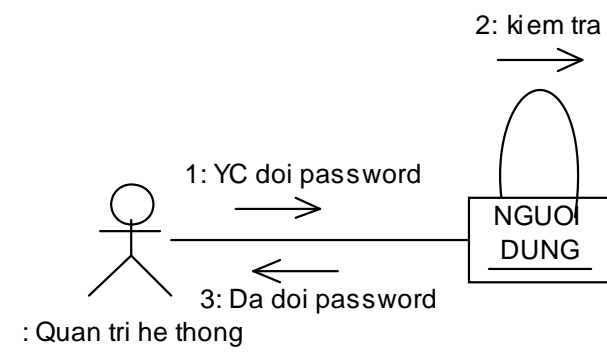 2: kiem tra
1: YC doi password
NGUOI
DUNG
3: Da doi password
: Quan tri he thong